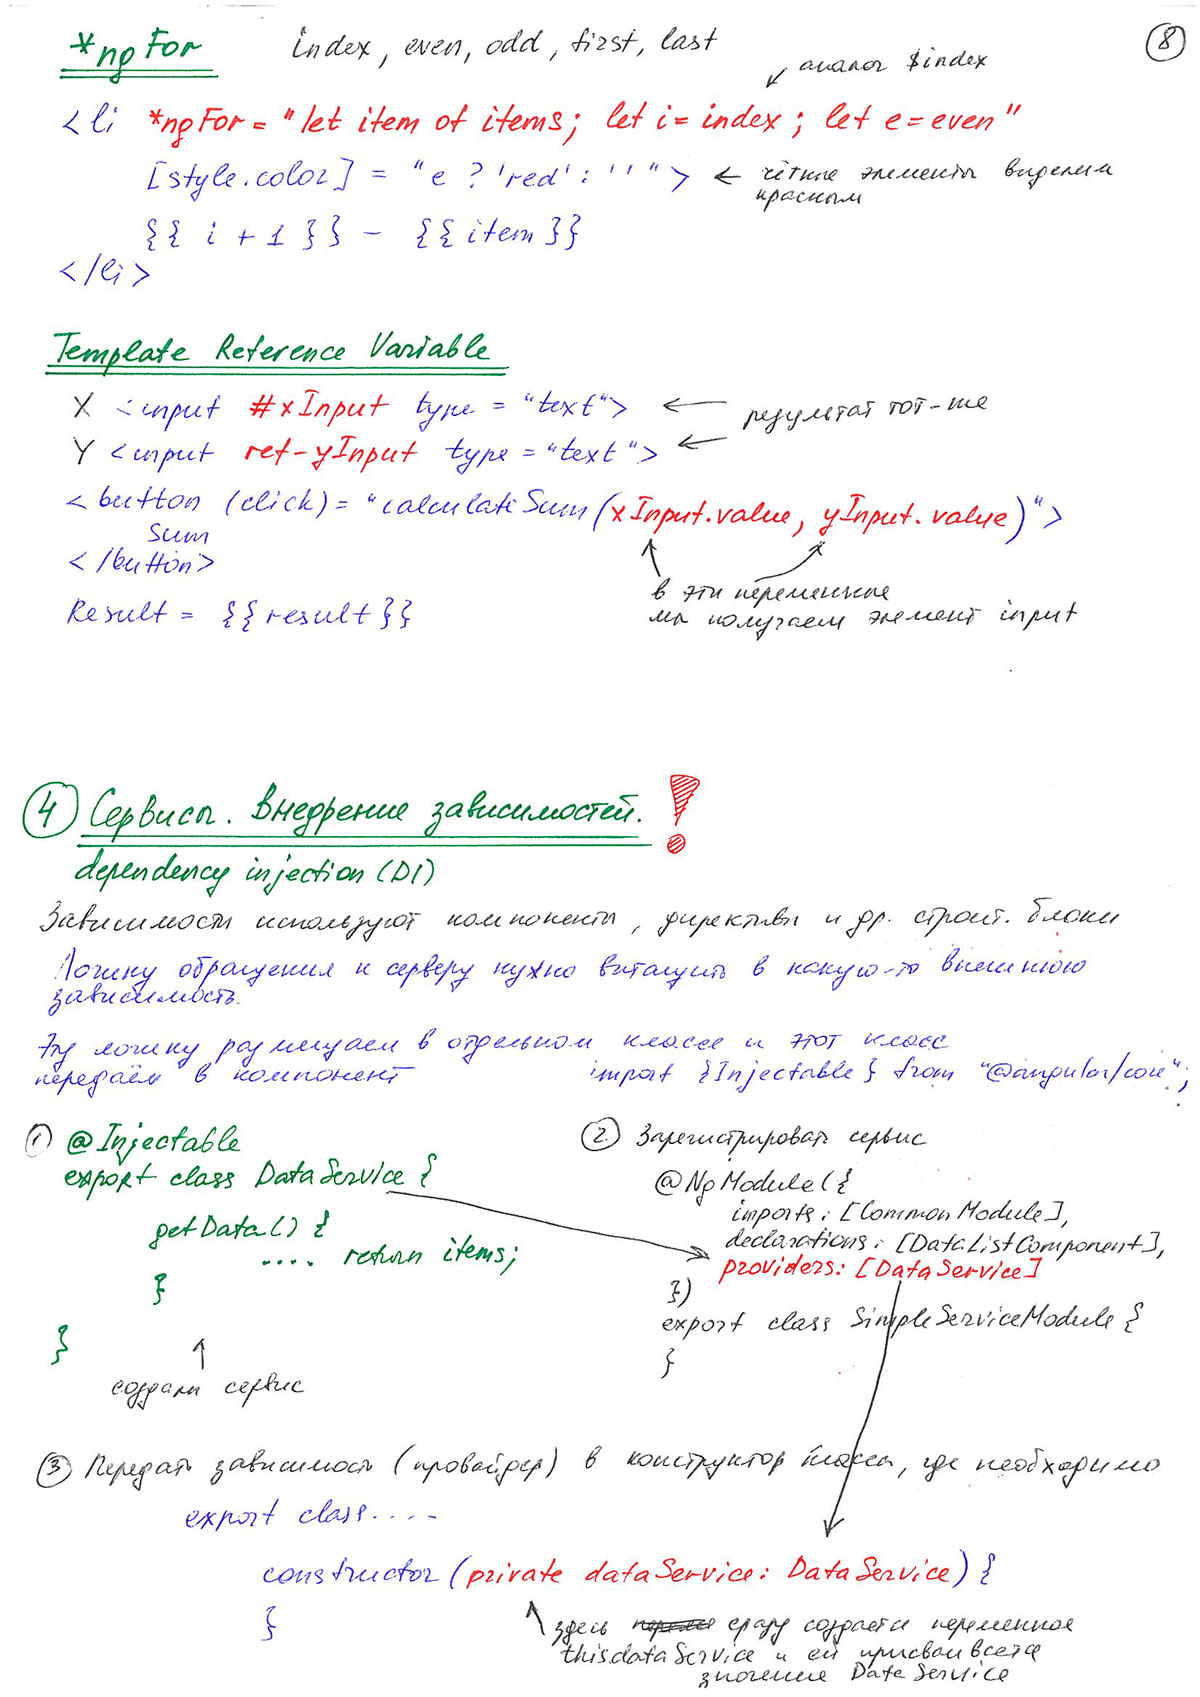 *ngFor index, even, odd, first, last
8
аналог $index
<li *ngFor = "let item of items; let i = index; let e = even"
[style.color] = "e ? 'red' : ' ' "> ← чётные элементы выделили
красным
{{ i + 1 }} - {{item}}
</li>
Template Reference Variable
X <input #xInput type = "text"> ← результат тот-же
Y <input ref-yInput type = "text"> ←
<button (click) = "calculateSum(xInput.value, yInput.value)">
Sum
</button>
в эти переменные
мы получаем элемент input
Result = {{result}}
4 Сервисы. Внедрение зависимостей. !
dependency injection (DI)
Зависимости используют компоненты, директивы и др. строит. блоки
Логику обращения к серверу нужно вытащить в какую-то внешнюю
зависимость.
Эту логику размещаем в отдельном классе и этот класс
передаём в компонент
import {Injectable} from "@angular/core";
1 @Injectable
export class DataService {
getData() {
.... return items;
}
}
↑
создали сервис
2 Зарегистрировать сервис
@NgModule({
imports: [CommonModule],
declarations: [DataListComponent],
providers: [DataService]
})
export class SimpleServiceModule {
}
3 Передать зависимость (провайдер) в конструктор класса, где необходимо
export class....
constructor (private dataService: DataService) {
}
здесь сразу создается переменное
thisdataService и ей присваивается
значение DataService